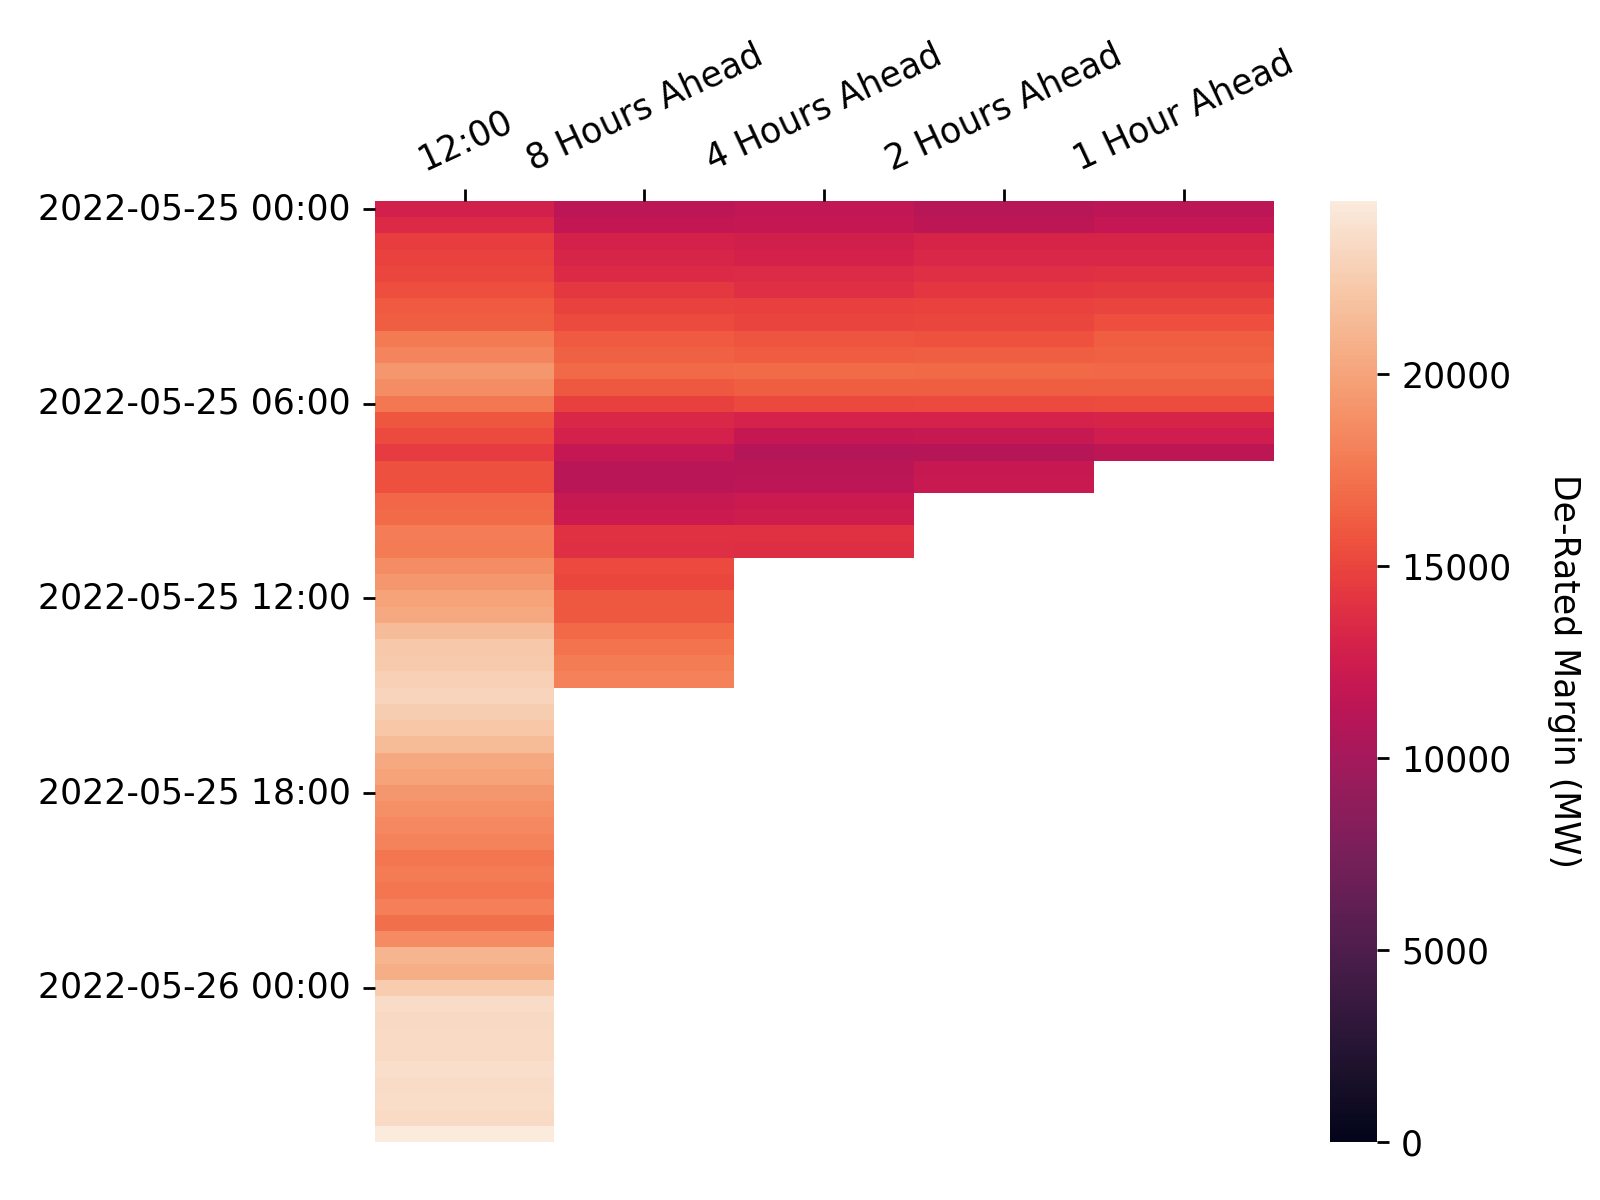 12:00
8 Hours Ahead
4 Hours Ahead
2 Hours Ahead
1 Hour Ahead
2022-05-25 00:00
2022-05-25 06:00
2022-05-25 12:00
2022-05-25 18:00
2022-05-26 00:00
20000
15000
10000
5000
0
De-Rated Margin (MW)